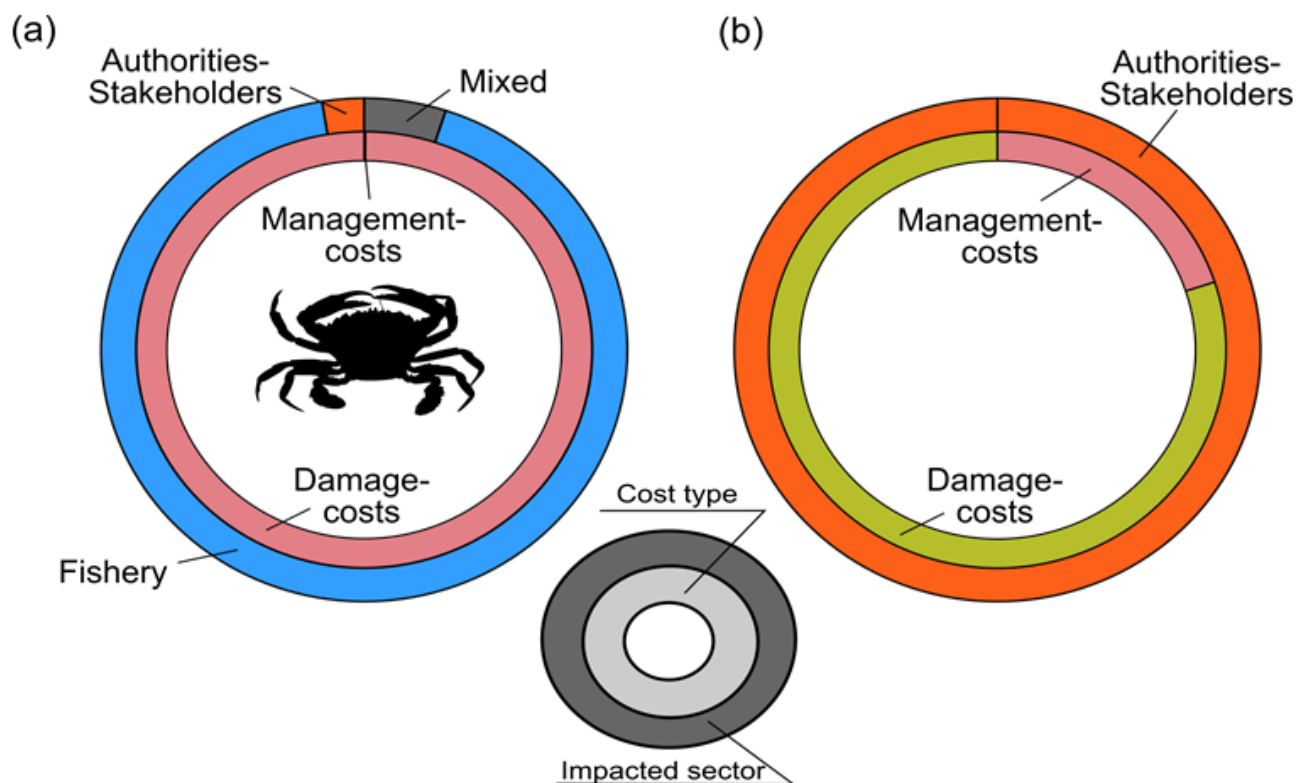 (a)
Authorities-
Stakeholders
Mixed
Management-
costs
Damage-
costs
Fishery
(b)
Authorities-
Stakeholders
Management-
costs
Damage-
costs
Cost type
Impacted sector